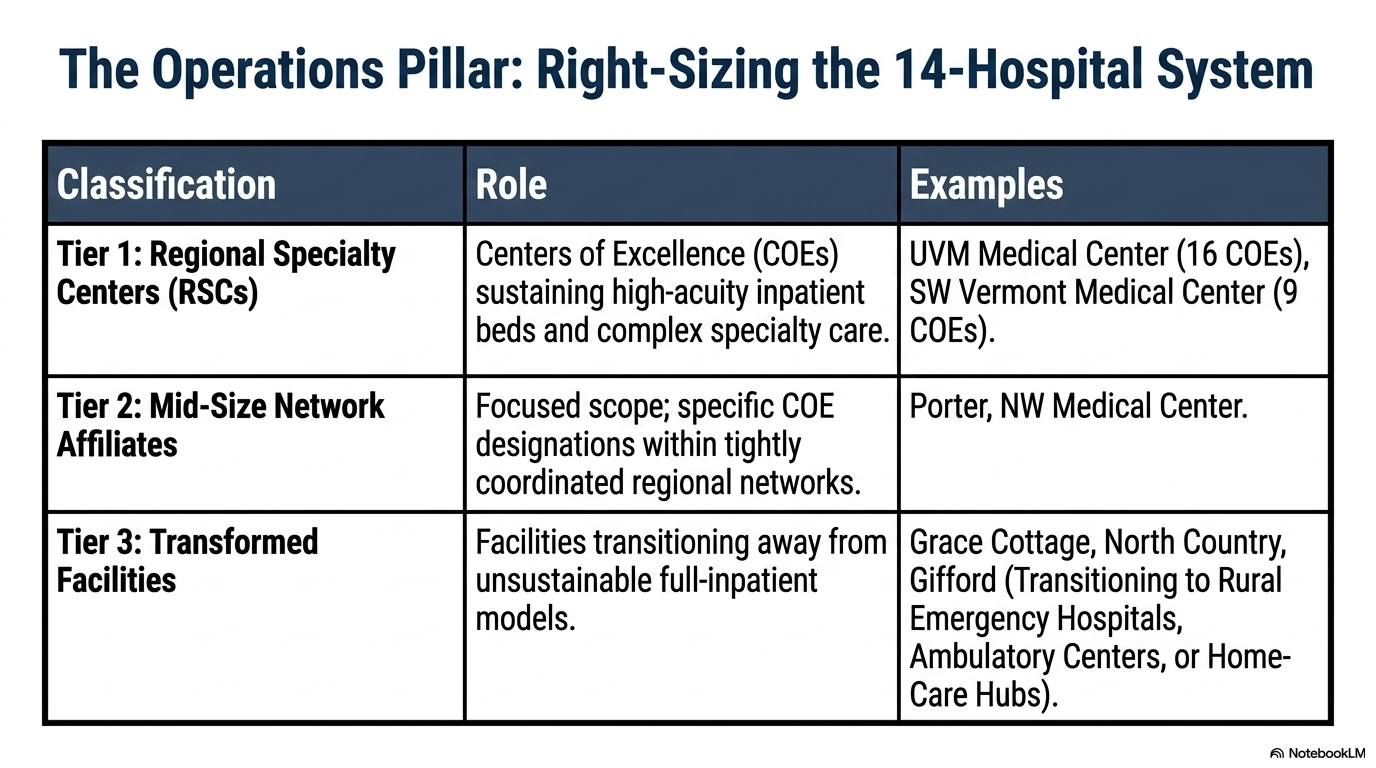 The Operations Pillar: Right-Sizing the 14-Hospital System
Classification
Role
Examples
Tier 1: Regional Specialty
Centers (RSCs)
Centers of Excellence (COEs)
sustaining high-acuity inpatient
beds and complex specialty care.
UVM Medical Center (16 COEs),
SW Vermont Medical Center (9
COEs).
Tier 2: Mid-Size Network
Affiliates
Focused scope; specific COE
designations within tightly
coordinated regional networks.
Porter, NW Medical Center.
Tier 3: Transformed
Facilities
Facilities transitioning away from
unsustainable full-inpatient
models.
Grace Cottage, North Country,
Gifford (Transitioning to Rural
Emergency Hospitals,
Ambulatory Centers, or Home-
Care Hubs).
NotebookLM